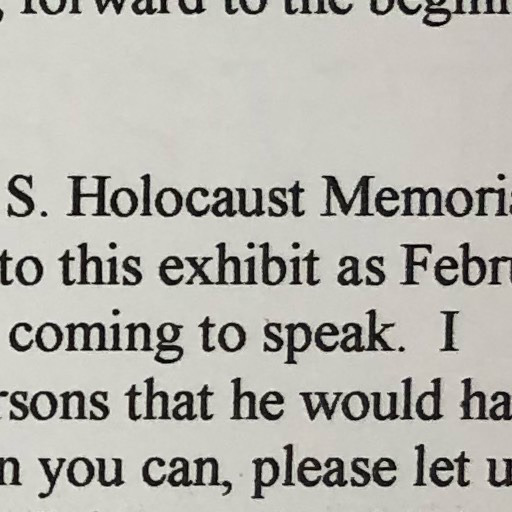 , forward to the beginn
S. Holocaust Memori
to this exhibit as Febr
coming to speak. I
rsons that he would ha
n you can, please let u